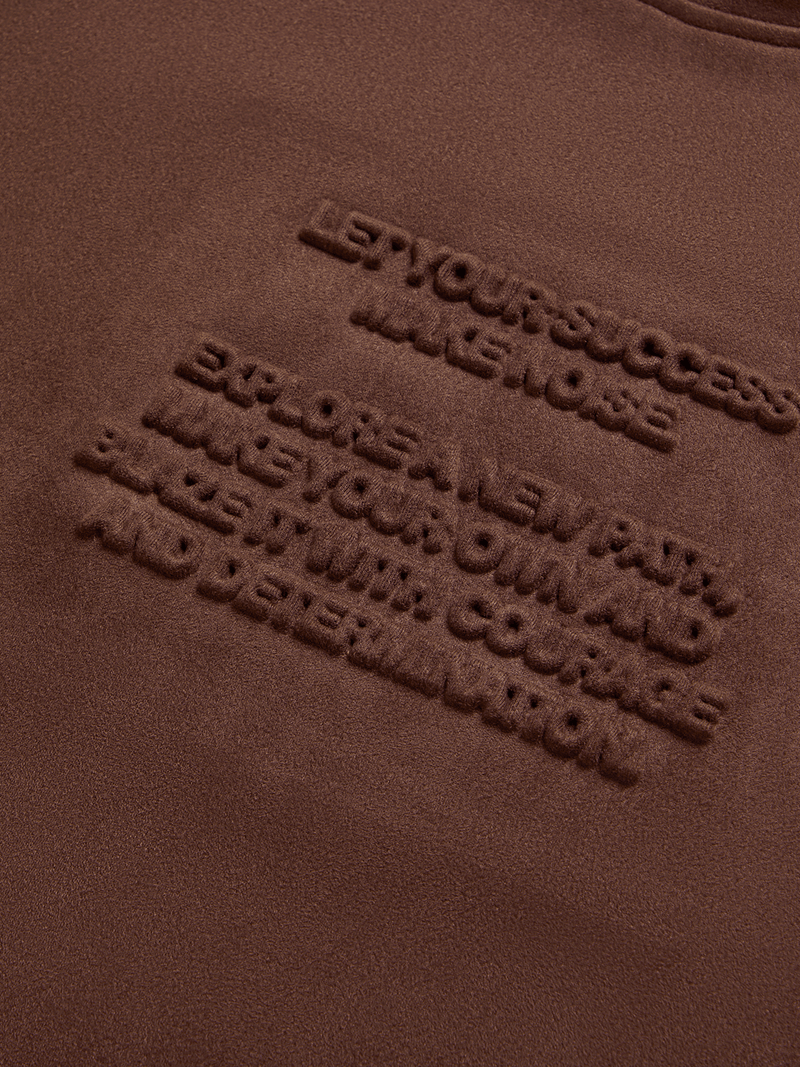 LET YOUR SUCCESS
MAKE NOISE
EXPLORE A NEW PATH,
MAKE YOUR OWN AND
BLAZE IT WITH COURAGE
AND DETERMINATION.